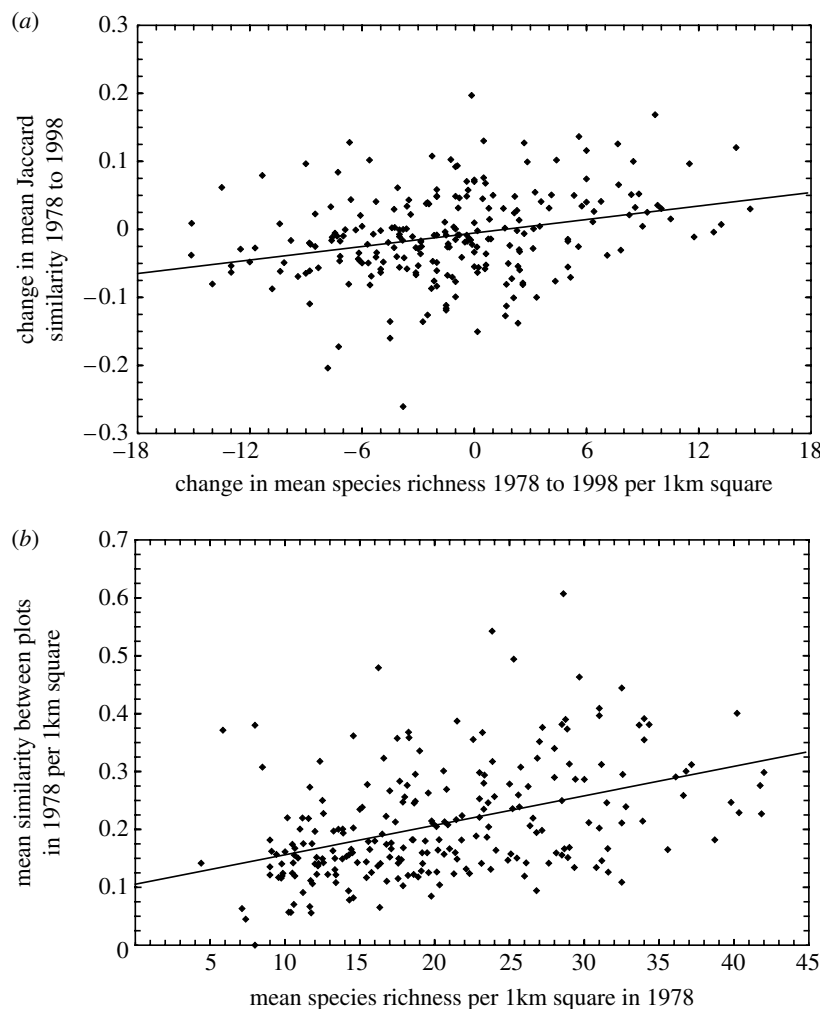 (a)
0.3
0.2
0.1
0
−0.1
−0.2
−0.3
change in mean Jaccard
similarity 1978 to 1998
−18 −12 −6 0 6 12 18
change in mean species richness 1978 to 1998 per 1km square
(b)
0.7
0.6
0.5
0.4
0.3
0.2
0.1
0
mean similarity between plots
in 1978 per 1km square
5 10 15 20 25 30 35 40 45
mean species richness per 1km square in 1978